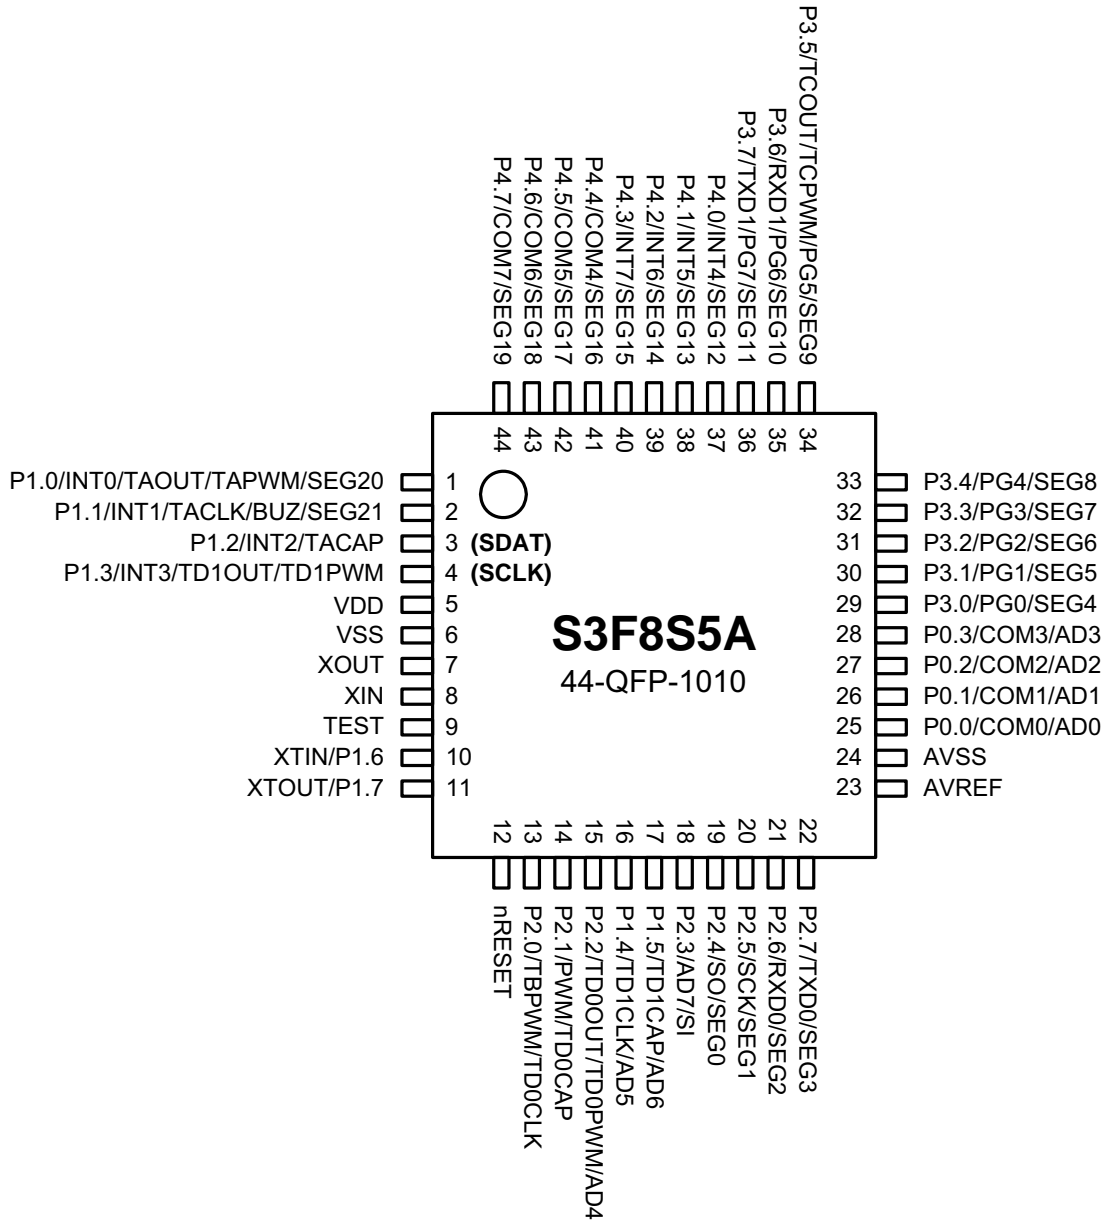 P4.7/COM7/SEG19
P4.6/COM6/SEG18
P4.5/COM5/SEG17
P4.4/COM4/SEG16
P4.3/INT7/SEG15
P4.2/INT6/SEG14
P4.1/INT5/SEG13
P4.0/INT4/SEG12
P3.7/TXD1/PG7/SEG11
P3.6/RXD1/PG6/SEG10
P3.5/TCOUT/TCPWM/PG5/SEG9
44 43 42 41 40 39 38 37 36 35 34
P1.0/INT0/TAOUT/TAPWM/SEG20 1
P1.1/INT1/TACLK/BUZ/SEG21 2
P1.2/INT2/TACAP 3 (SDAT)
P1.3/INT3/TD1OUT/TD1PWM 4 (SCLK)
VDD 5
VSS 6
XOUT 7
XIN 8
TEST 9
XTIN/P1.6 10
XTOUT/P1.7 11
S3F8S5A
44-QFP-1010
33 P3.4/PG4/SEG8
32 P3.3/PG3/SEG7
31 P3.2/PG2/SEG6
30 P3.1/PG1/SEG5
29 P3.0/PG0/SEG4
28 P0.3/COM3/AD3
27 P0.2/COM2/AD2
26 P0.1/COM1/AD1
25 P0.0/COM0/AD0
24 AVSS
23 AVREF
12 13 14 15 16 17 18 19 20 21 22
nRESET
P2.0/TBPWM/TD0CLK
P2.1/PWM/TD0CAP
P2.2/TD0OUT/TD0PWM/AD4
P1.4/TD1CLK/AD5
P1.5/TD1CAP/AD6
P2.3/AD7/SI
P2.4/SO/SEG0
P2.5/SCK/SEG1
P2.6/RXD0/SEG2
P2.7/TXD0/SEG3